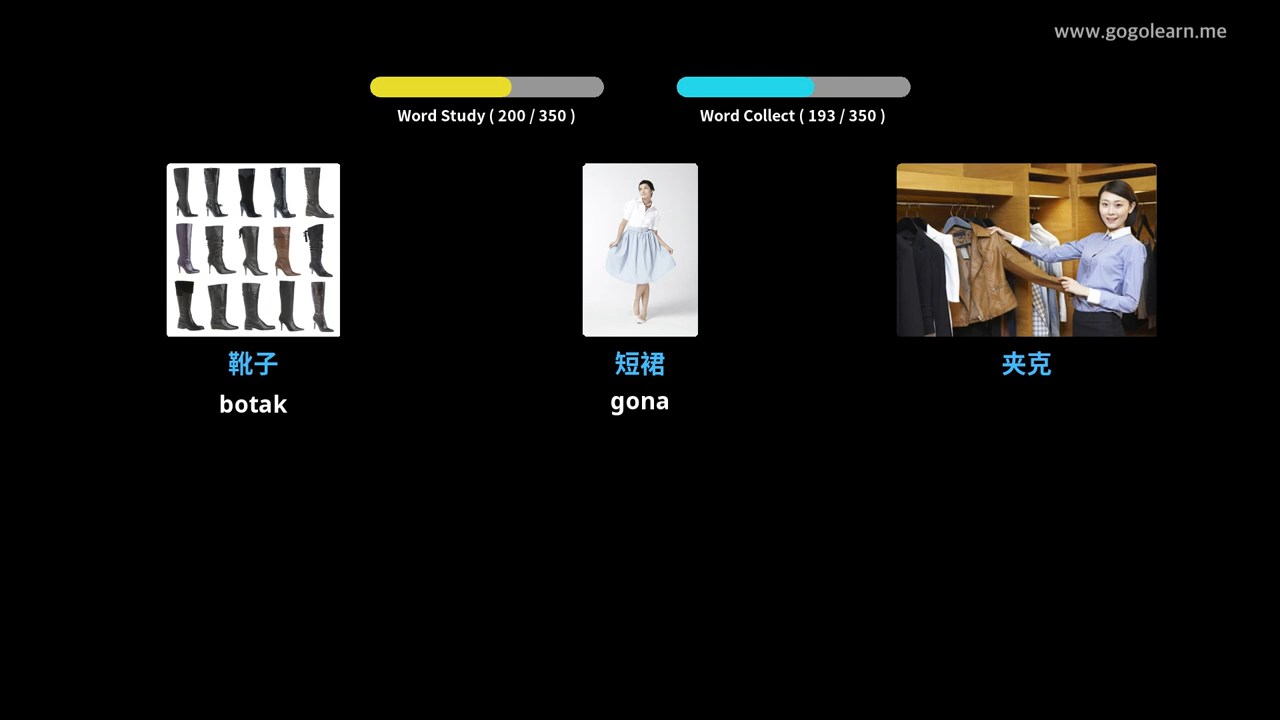 www.gogolearn.me
Word Study ( 200 / 350 )
Word Collect ( 193 / 350 )
靴子
短裙
夹克
botak
gona